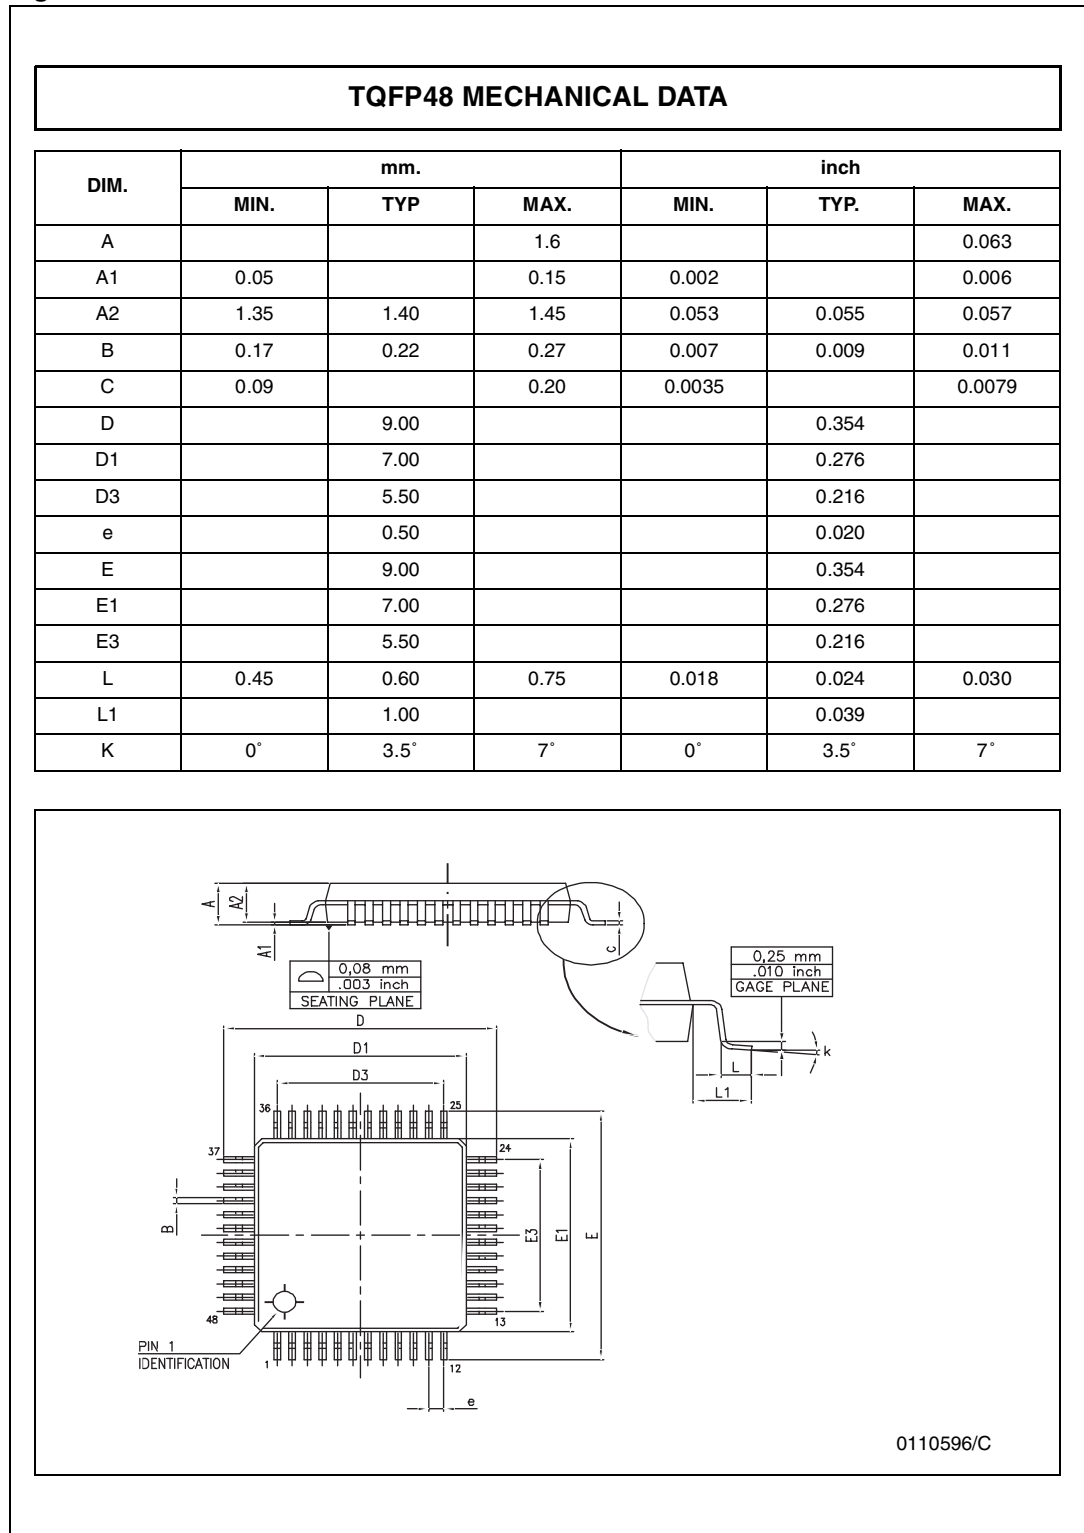 TQFP48 MECHANICAL DATA
DIM. mm. inch
MIN. TYP MAX. MIN. TYP. MAX.
A 1.6 0.063
A1 0.05 0.15 0.002 0.006
A2 1.35 1.40 1.45 0.053 0.055 0.057
B 0.17 0.22 0.27 0.007 0.009 0.011
C 0.09 0.20 0.0035 0.0079
D 9.00 0.354
D1 7.00 0.276
D3 5.50 0.216
e 0.50 0.020
E 9.00 0.354
E1 7.00 0.276
E3 5.50 0.216
L 0.45 0.60 0.75 0.018 0.024 0.030
L1 1.00 0.039
K 0° 3.5° 7° 0° 3.5° 7°
A
A2
A1
c
0,08 mm
.003 inch
SEATING PLANE
0,25 mm
.010 inch
GAGE PLANE
k
L
L1
D
D1
D3
36 25
37 24
B
E3
E1
E
48 13
PIN 1
IDENTIFICATION
1 12
e
0110596/C